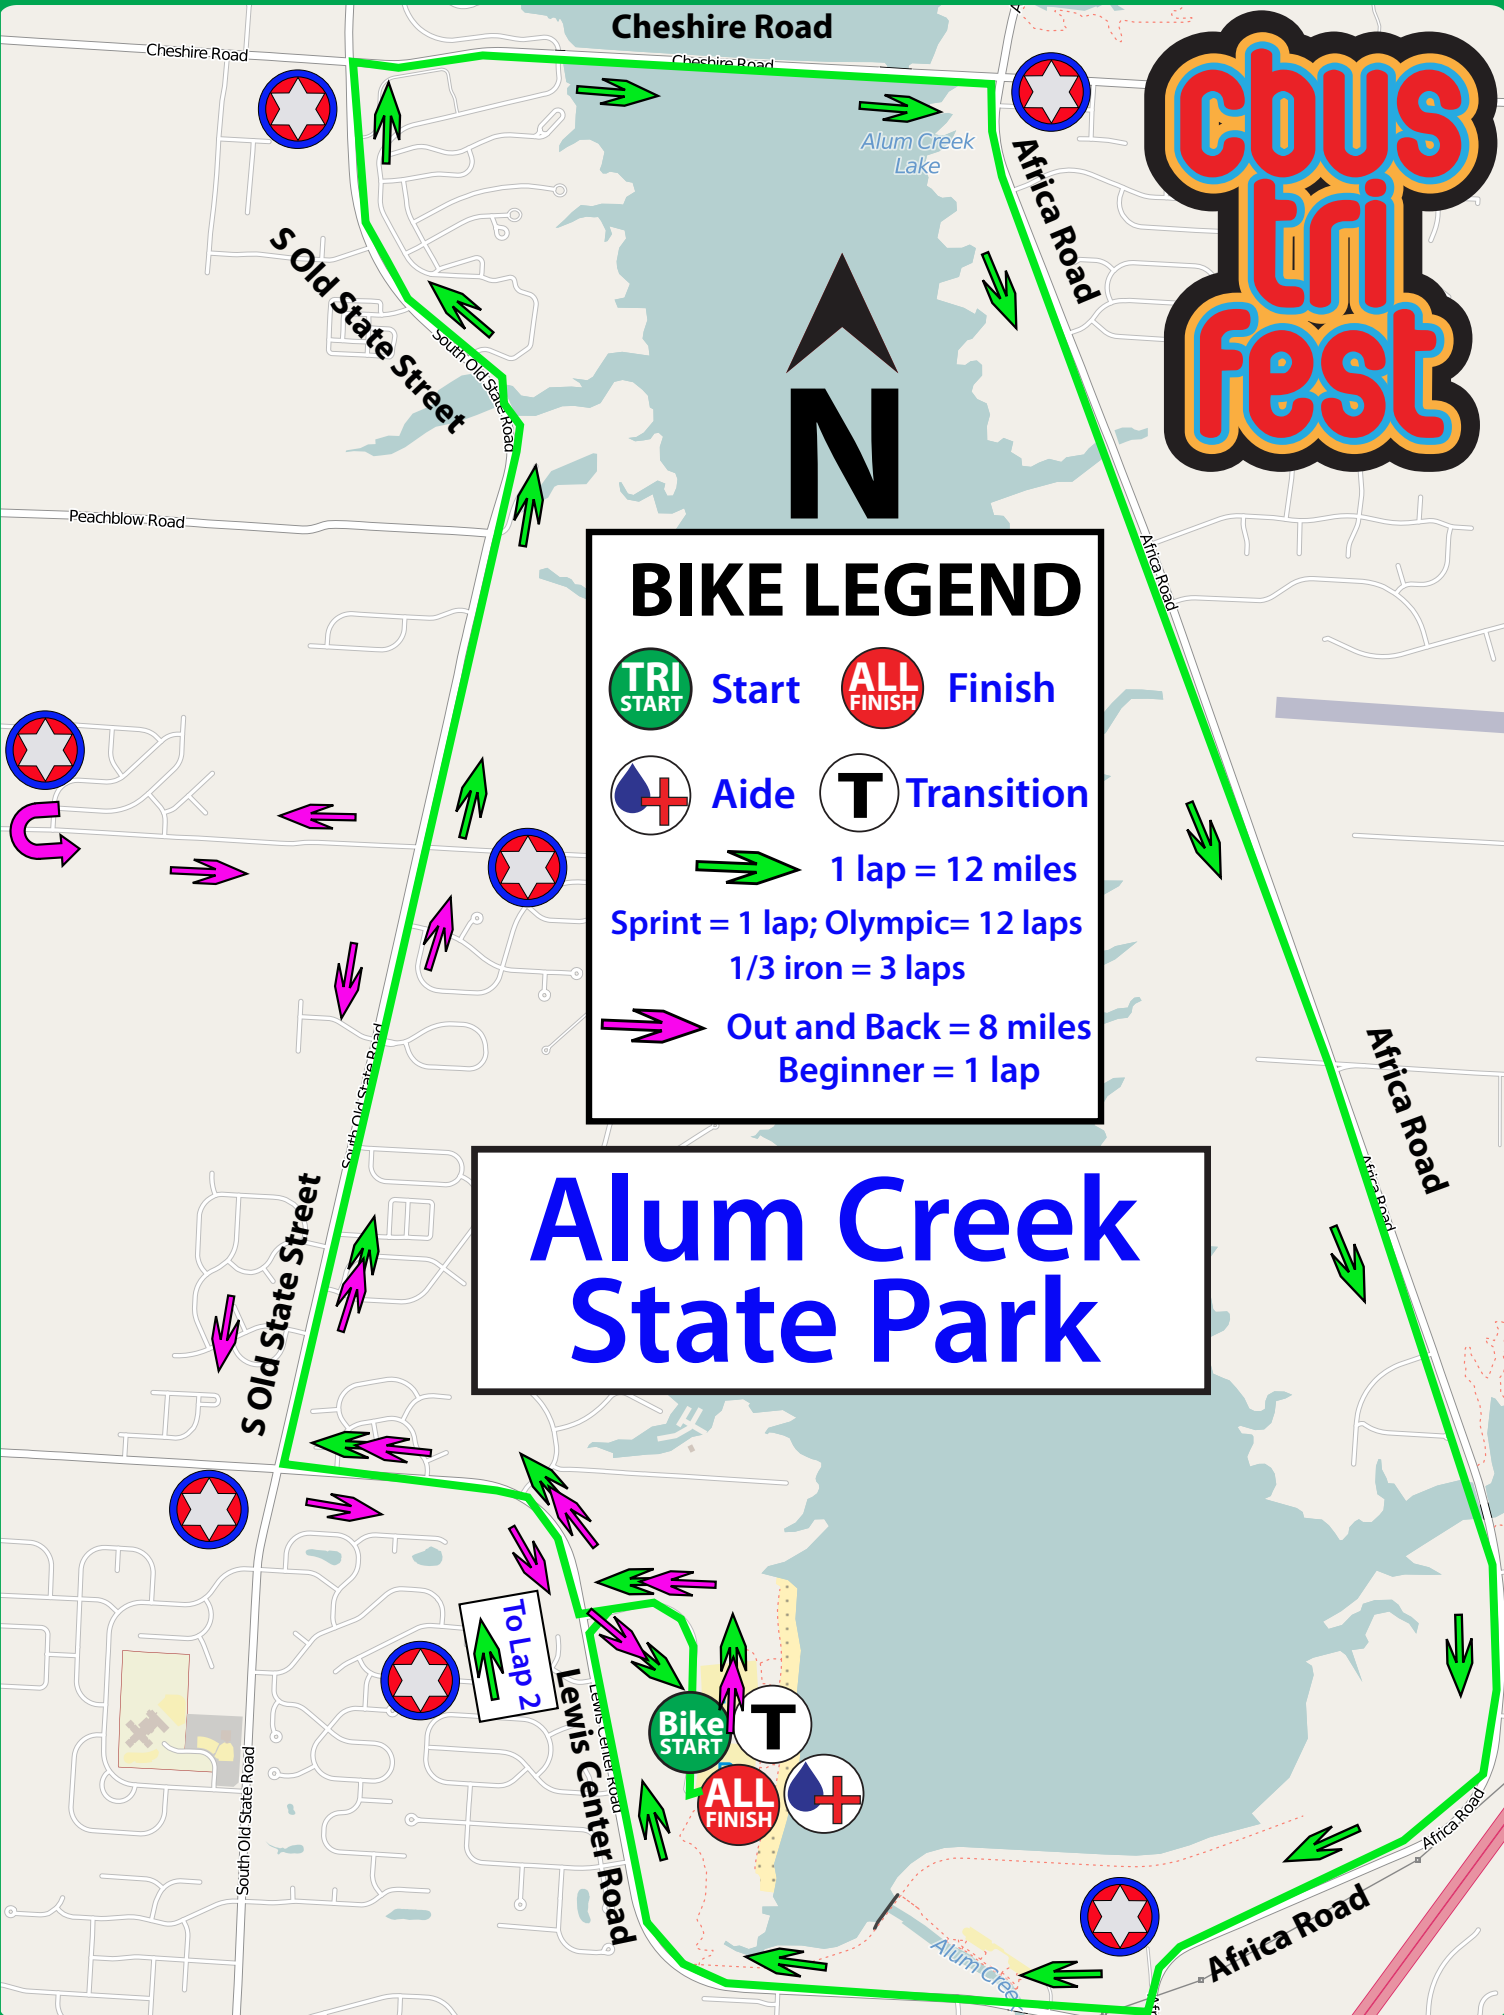 Cheshire Road
Cheshire Road
Cheshire Road
Alum Creek
Lake
Africa Road
cbus
tri
fest
S Old State Street
South Old State Road
N
Peachblow Road
Africa Road
BIKE LEGEND
TRI
START
Start
ALL
FINISH
Finish
Aide
T
Transition
1 lap = 12 miles
Sprint = 1 lap; Olympic= 12 laps
1/3 iron = 3 laps
Out and Back = 8 miles
Beginner = 1 lap
South Old State Road
Africa Road
Africa Road
S Old State Street
Alum Creek
State Park
To Lap 2
Lewis Center Road
Lewis Center Road
Bike
START
T
ALL
FINISH
South Old State Road
Africa Road
Africa Road
Alum Creek